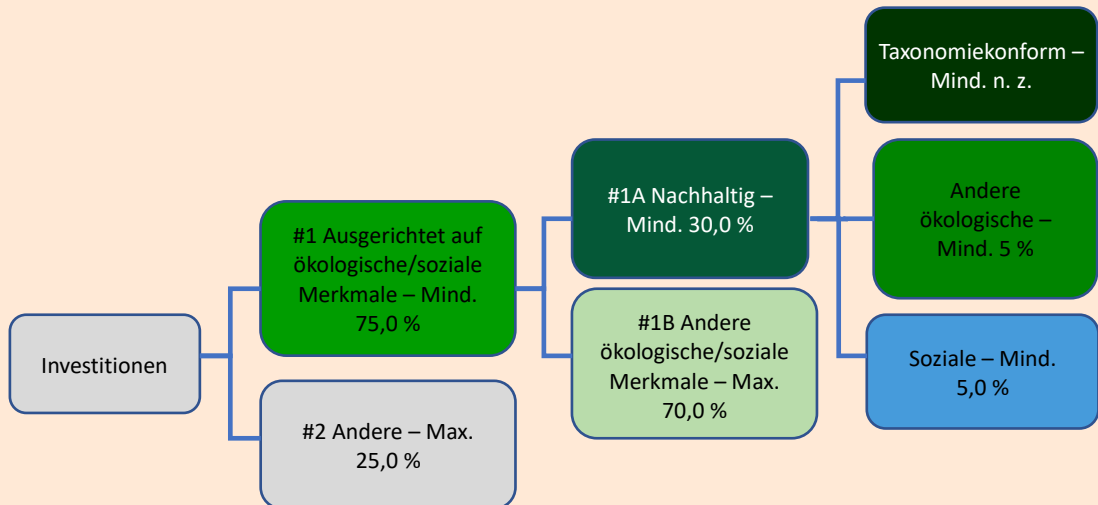 Investitionen
#1 Ausgerichtet auf
ökologische/soziale
Merkmale – Mind.
75,0 %
#2 Andere – Max.
25,0 %
#1A Nachhaltig –
Mind. 30,0 %
#1B Andere
ökologische/soziale
Merkmale – Max.
70,0 %
Taxonomiekonform –
Mind. n. z.
Andere
ökologische –
Mind. 5 %
Soziale – Mind.
5,0 %